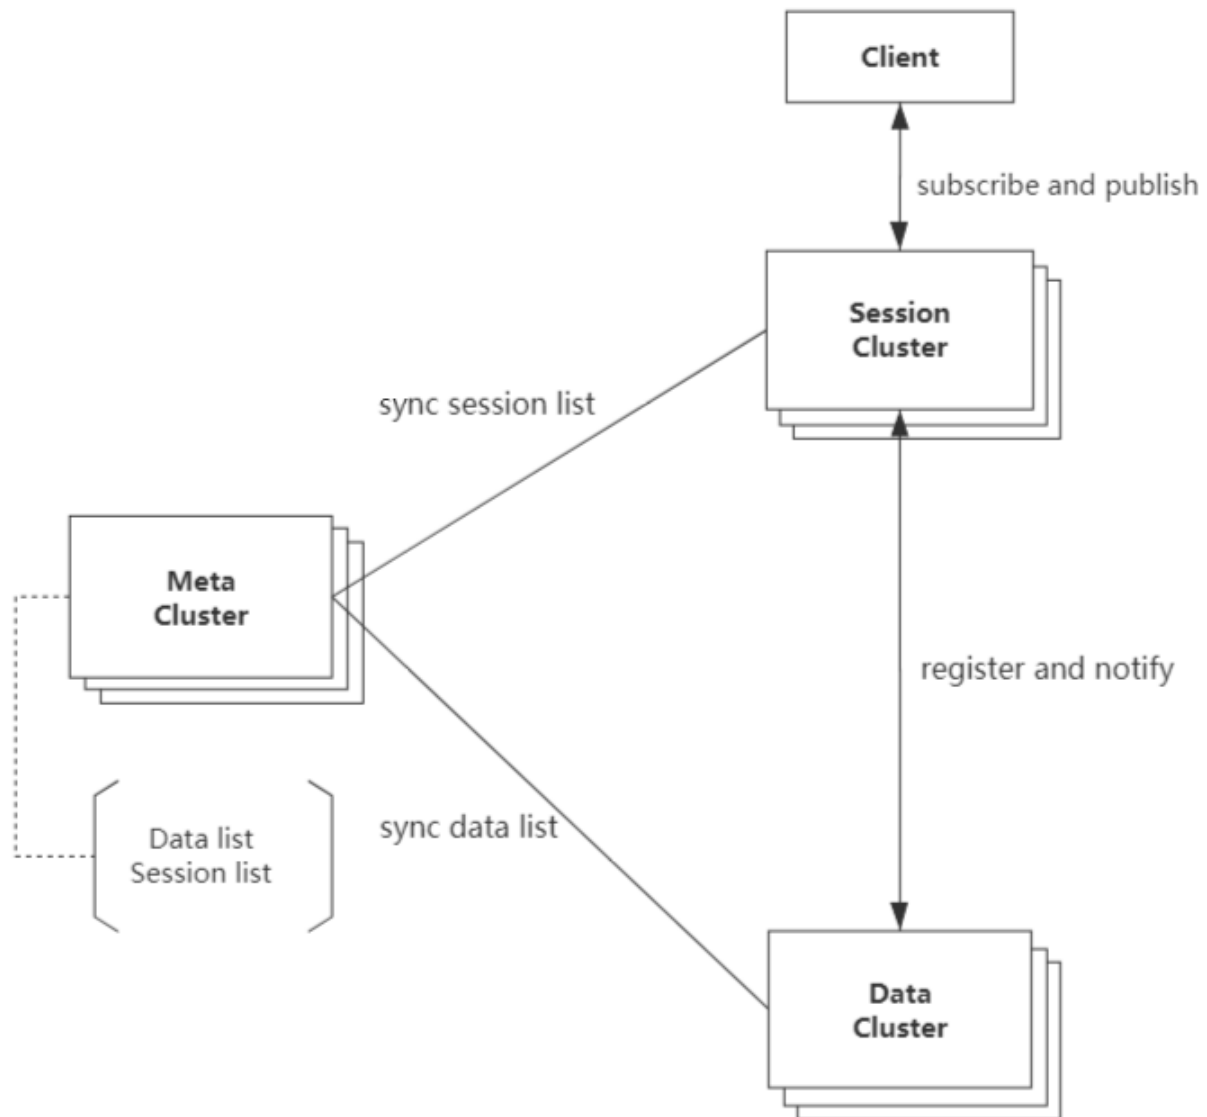 Client
subscribe and publish
Session
Cluster
sync session list
Meta
Cluster
register and notify
Data list
Session list
sync data list
Data
Cluster